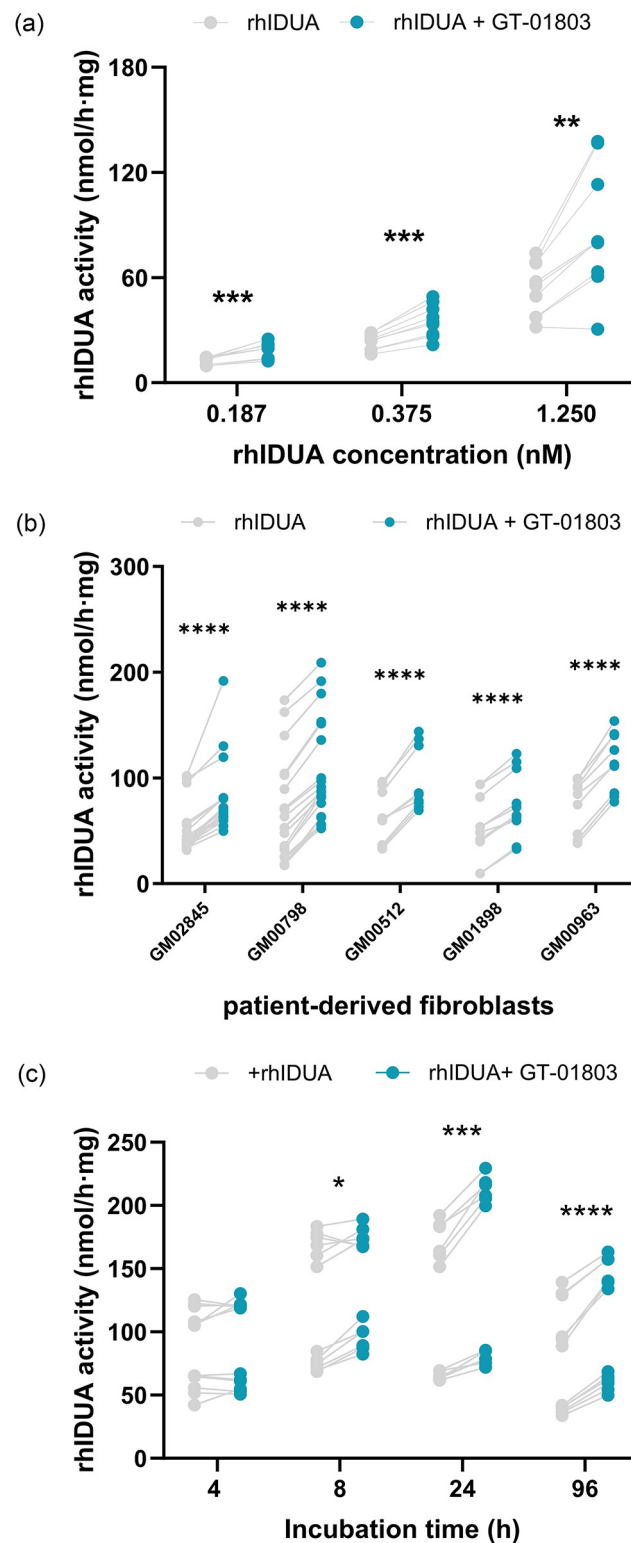 (a)
rhIDUA rhIDUA + GT-01803
rhIDUA activity (nmol/h·mg)
180
120
60
0
***
***
**
0.187 0.375 1.250
rhIDUA concentration (nM)
(b)
rhIDUA rhIDUA + GT-01803
rhIDUA activity (nmol/h·mg)
300
200
100
0
****
****
****
****
****
GM02845 GM00798 GM00512 GM01898 GM00963
patient-derived fibroblasts
(c)
+rhIDUA rhIDUA+ GT-01803
rhIDUA activity (nmol/h·mg)
250
200
150
100
50
0
*
***
****
4 8 24 96
Incubation time (h)